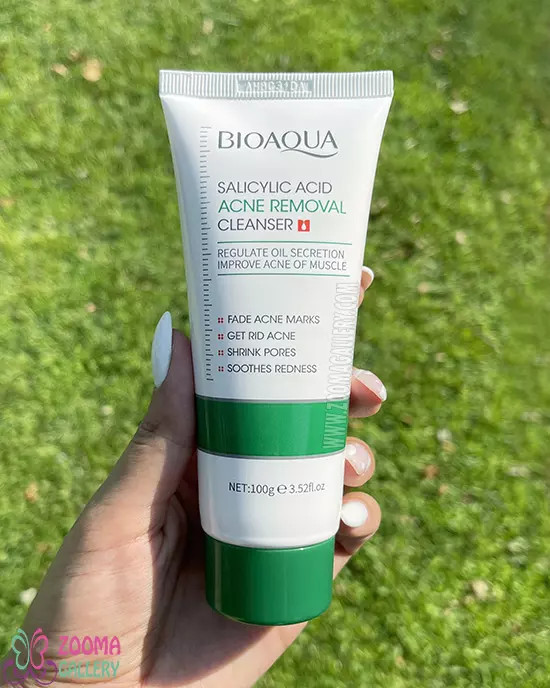 BIOAQUA
SALICYLIC ACID
ACNE REMOVAL
CLEANSER
REGULATE OIL SECRETION
IMPROVE ACNE OF MUSCLE
FADE ACNE MARKS
GET RID ACNE
SHRINK PORES
SOOTHES REDNESS
WWW.ZOOMAGALLERY.COM
NET:100g ℮ 3.52fl.oz
ZOOMA
GALLERY